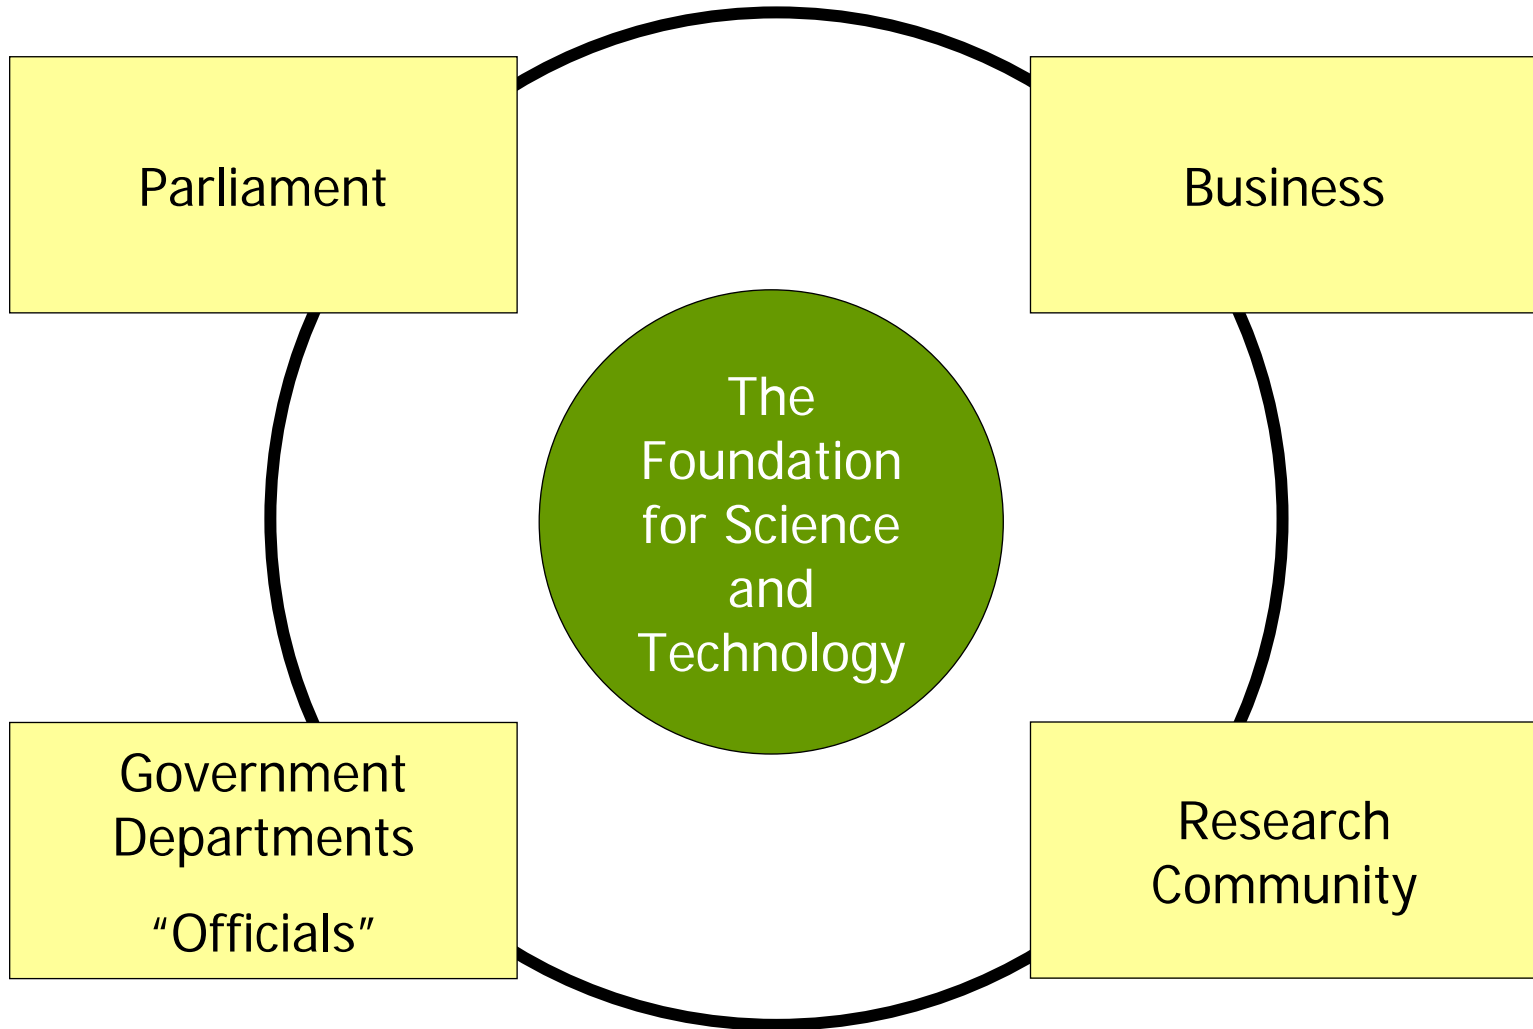 Parliament
Business
The
Foundation
for Science
and
Technology
Government
Departments
“Officials”
Research
Community